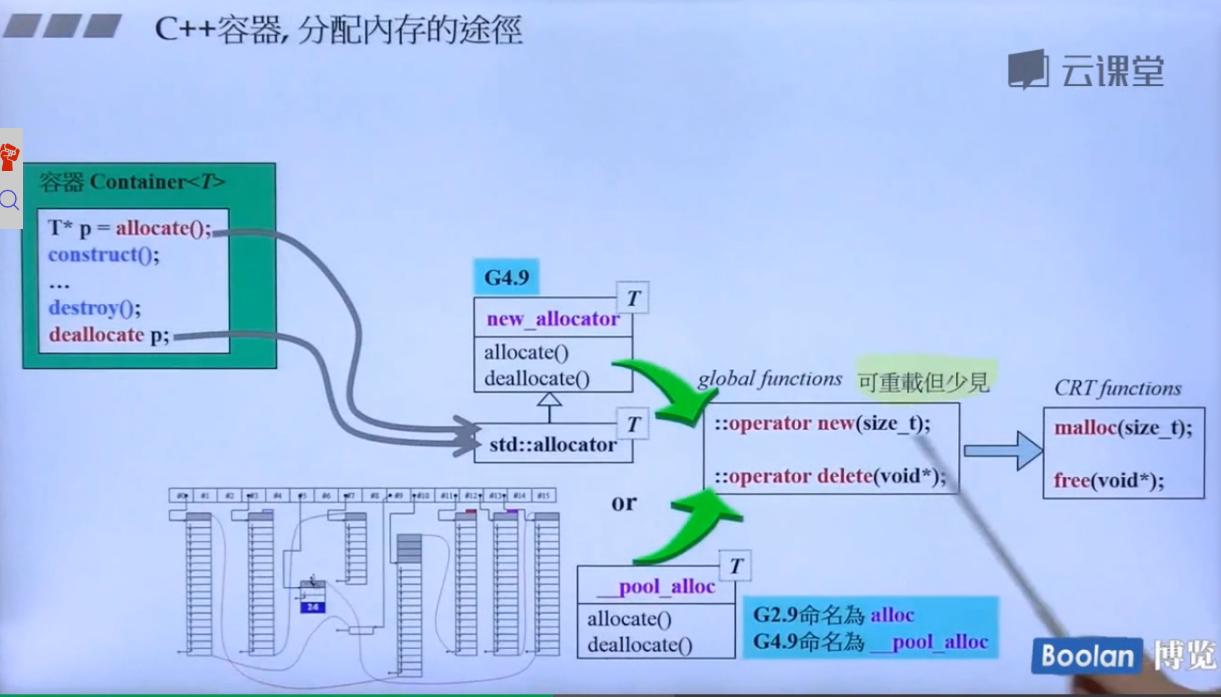 C++容器, 分配內存的途徑
云课堂
容器 Container<T>
T* p = allocate();
construct();
...
destroy();
deallocate p;
G4.9
T
new_allocator
allocate()
deallocate()
T
std::allocator
global functions 可重載但少見
::operator new(size_t);
::operator delete(void*);
CRT functions
malloc(size_t);
free(void*);
#0 #1 #2 #3 #4 #5 #6 #7 #8 #9 #10 #11 #12 #13 #14 #15
24
or
T
__pool_alloc
allocate()
deallocate()
G2.9命名為 alloc
G4.9命名為 __pool_alloc
Boolan 博览